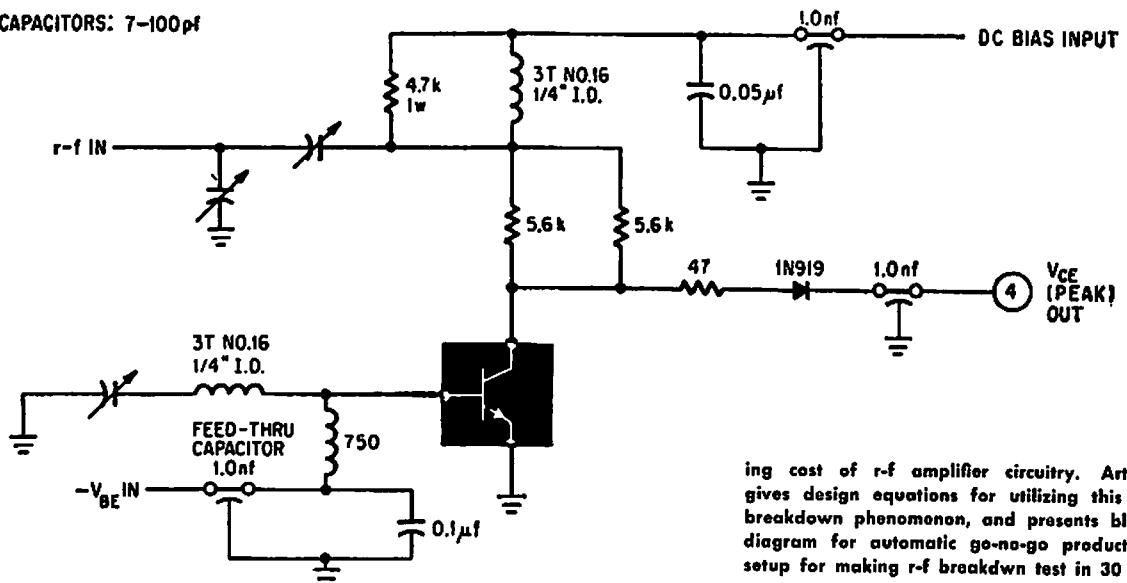 CAPACITORS: 7-100pf
1.0nf
DC BIAS INPUT
4.7k
1w
3T NO.16
1/4" I.D.
0.05µf
r-f IN
5.6k
5.6k
47
1N919
1.0nf
4
VCE
(PEAK)
OUT
3T NO.16
1/4" I.D.
FEED-THRU
CAPACITOR
1.0nf
750
-VBE IN
0.1µf
ing cost of r-f amplifier circuitry. Art
gives design equations for utilizing this
breakdown phenomonon, and presents bl
diagram for automatic go-no-go product
setup for making r-f breakdwn test in 30